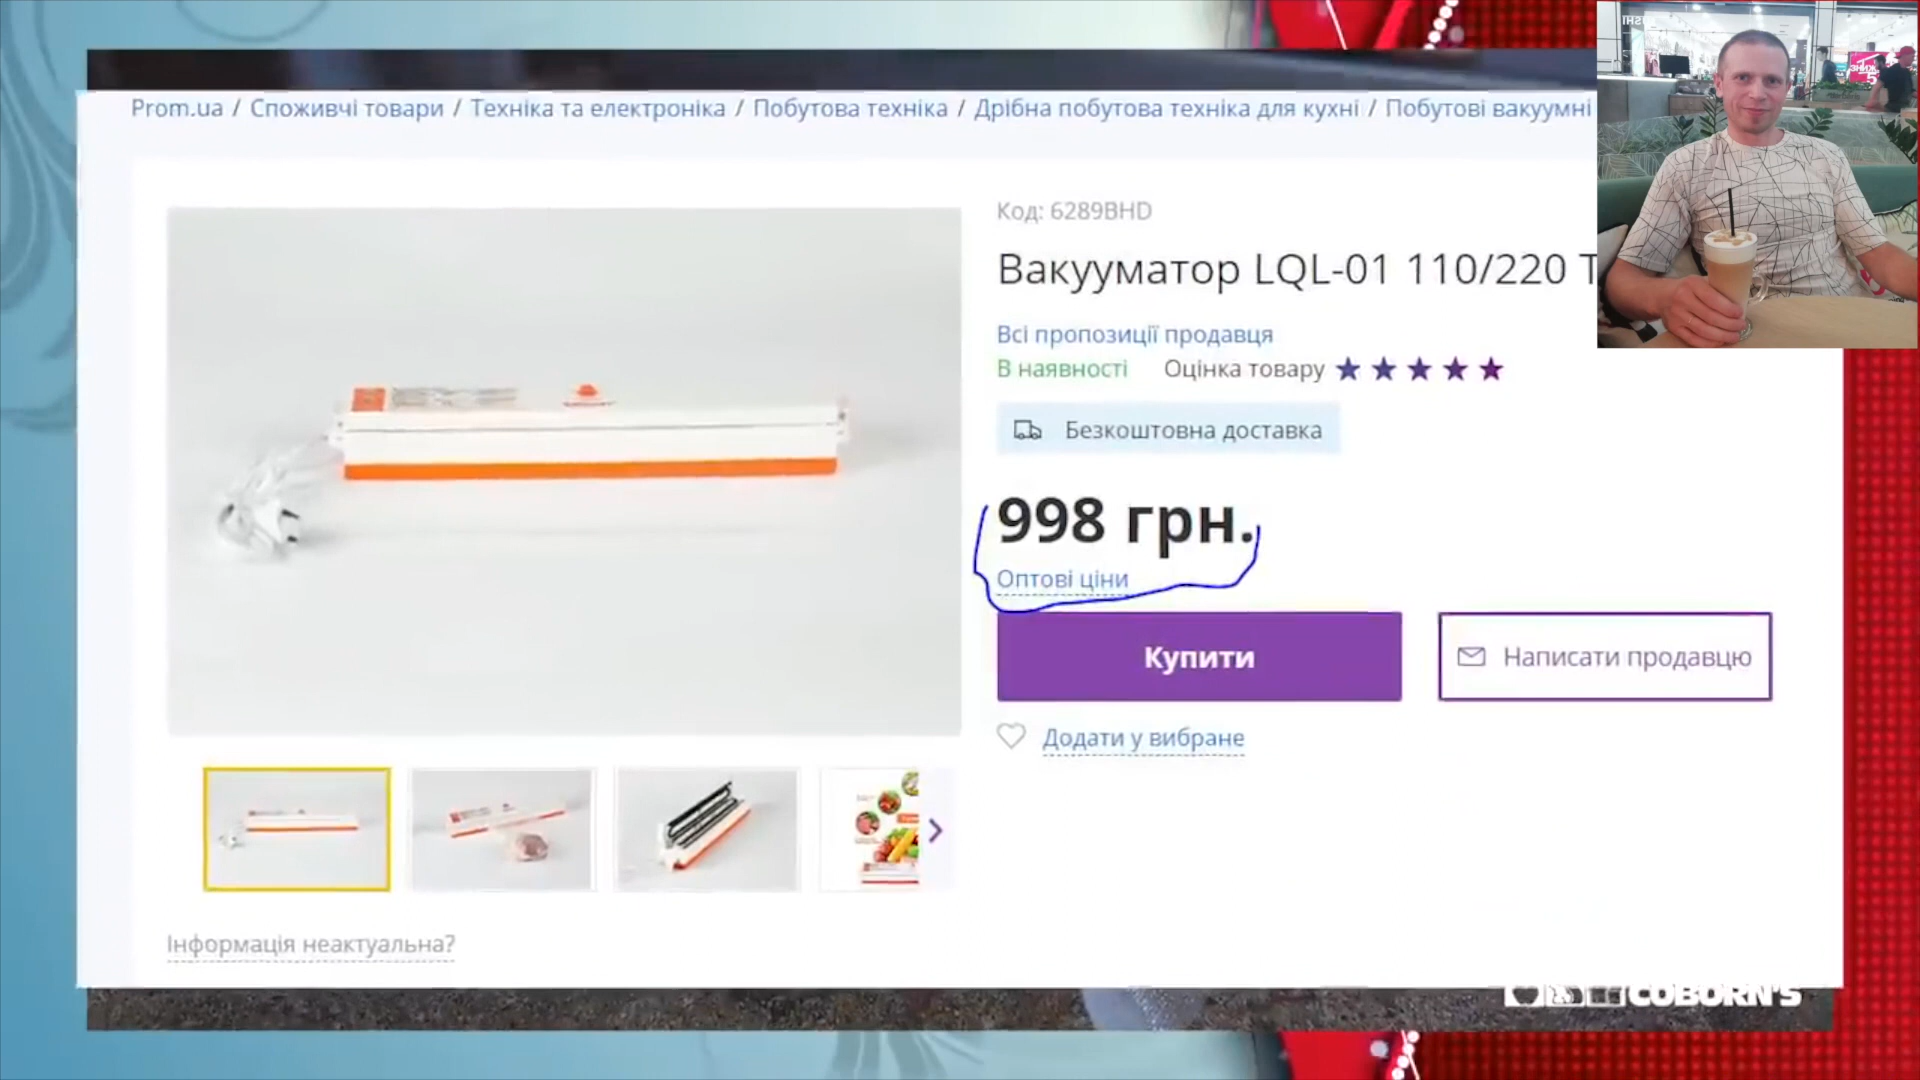 Prom.ua / Споживчі товари / Техніка та електроніка / Побутова техніка / Дрібна побутова техніка для кухні / Побутові вакуумні
Код: 6289BHD
Вакууматор LQL-01 110/220
Всі пропозиції продавця
В наявності Оцінка товару
Безкоштовна доставка
998 грн.
Оптові ціни
Купити
Написати продавцю
Додати у вибране
Інформація неактуальна?
COBORN'S